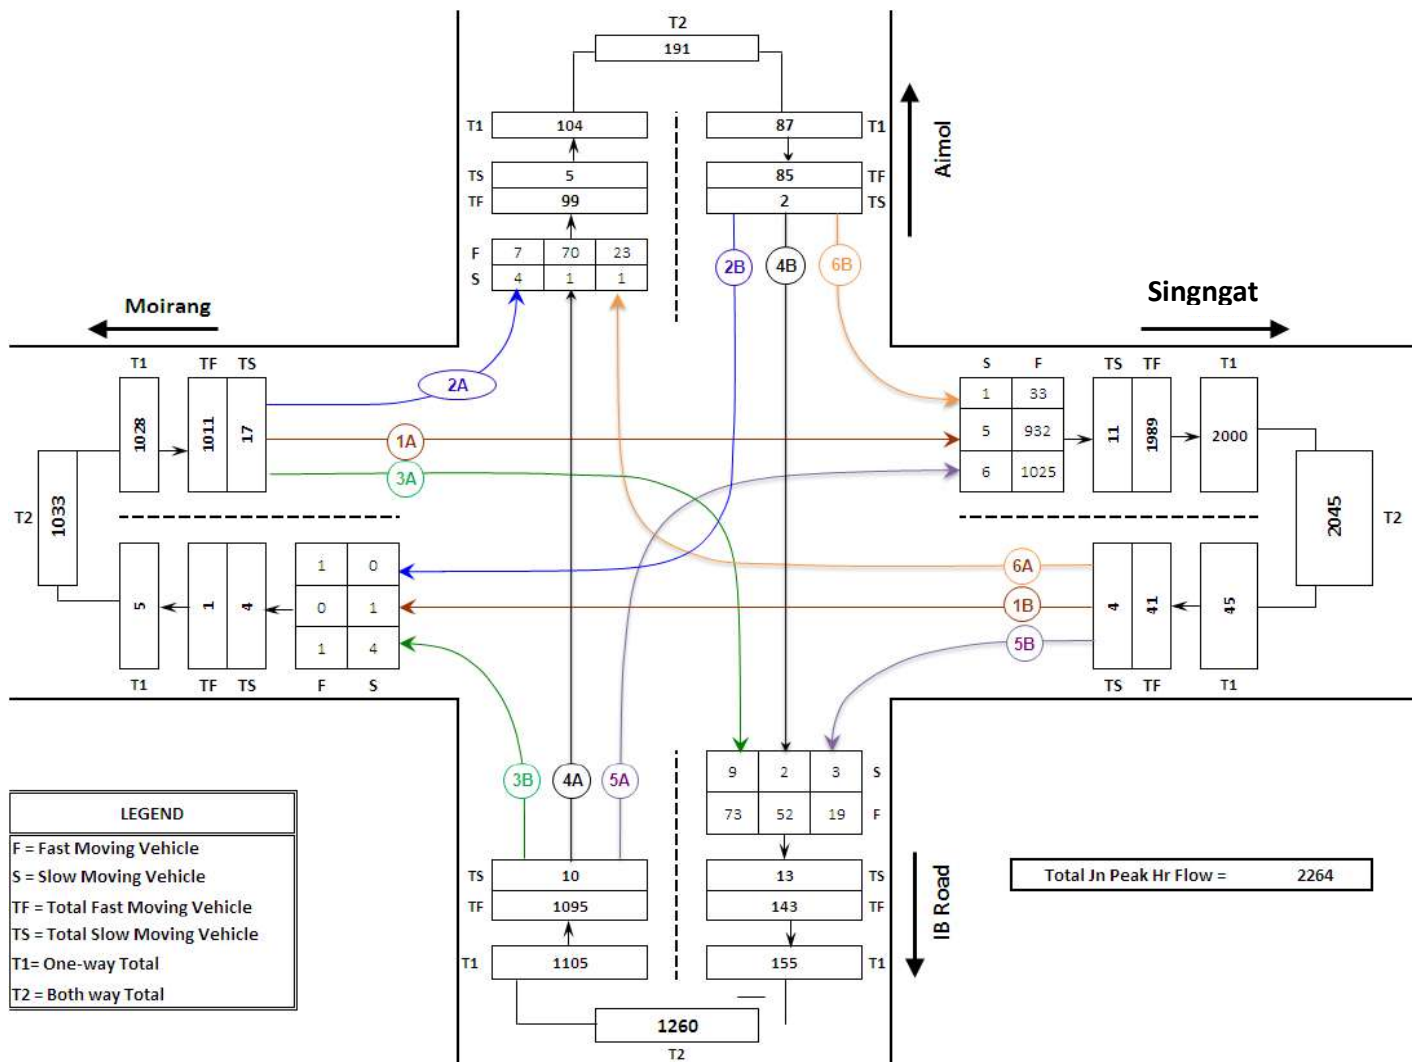 T2
191
T1 104 87 T1
TS 5 85 TF
TF 99 2 TS
F 7 70 23
S 4 1 1
2B 4B 6B
Aimol
Moirang
Singngat
T1 TF TS
S F TS TF T1
1028 1011 17
2A
1A
3A
1 33
5 932
6 1025
11 1989 2000
T2 1033
2045 T2
5 1 4
1 0
0 1
1 4
T1 TF TS F S
6A
1B
5B
4 41 45
TS TF T1
3B 4A 5A
9 2 3 S
73 52 19 F
TS 10 13 TS
TF 1095 143 TF
T1 1105 155 T1
1260
T2
IB Road
LEGEND
F = Fast Moving Vehicle
S = Slow Moving Vehicle
TF = Total Fast Moving Vehicle
TS = Total Slow Moving Vehicle
T1= One-way Total
T2 = Both way Total
Total Jn Peak Hr Flow = 2264